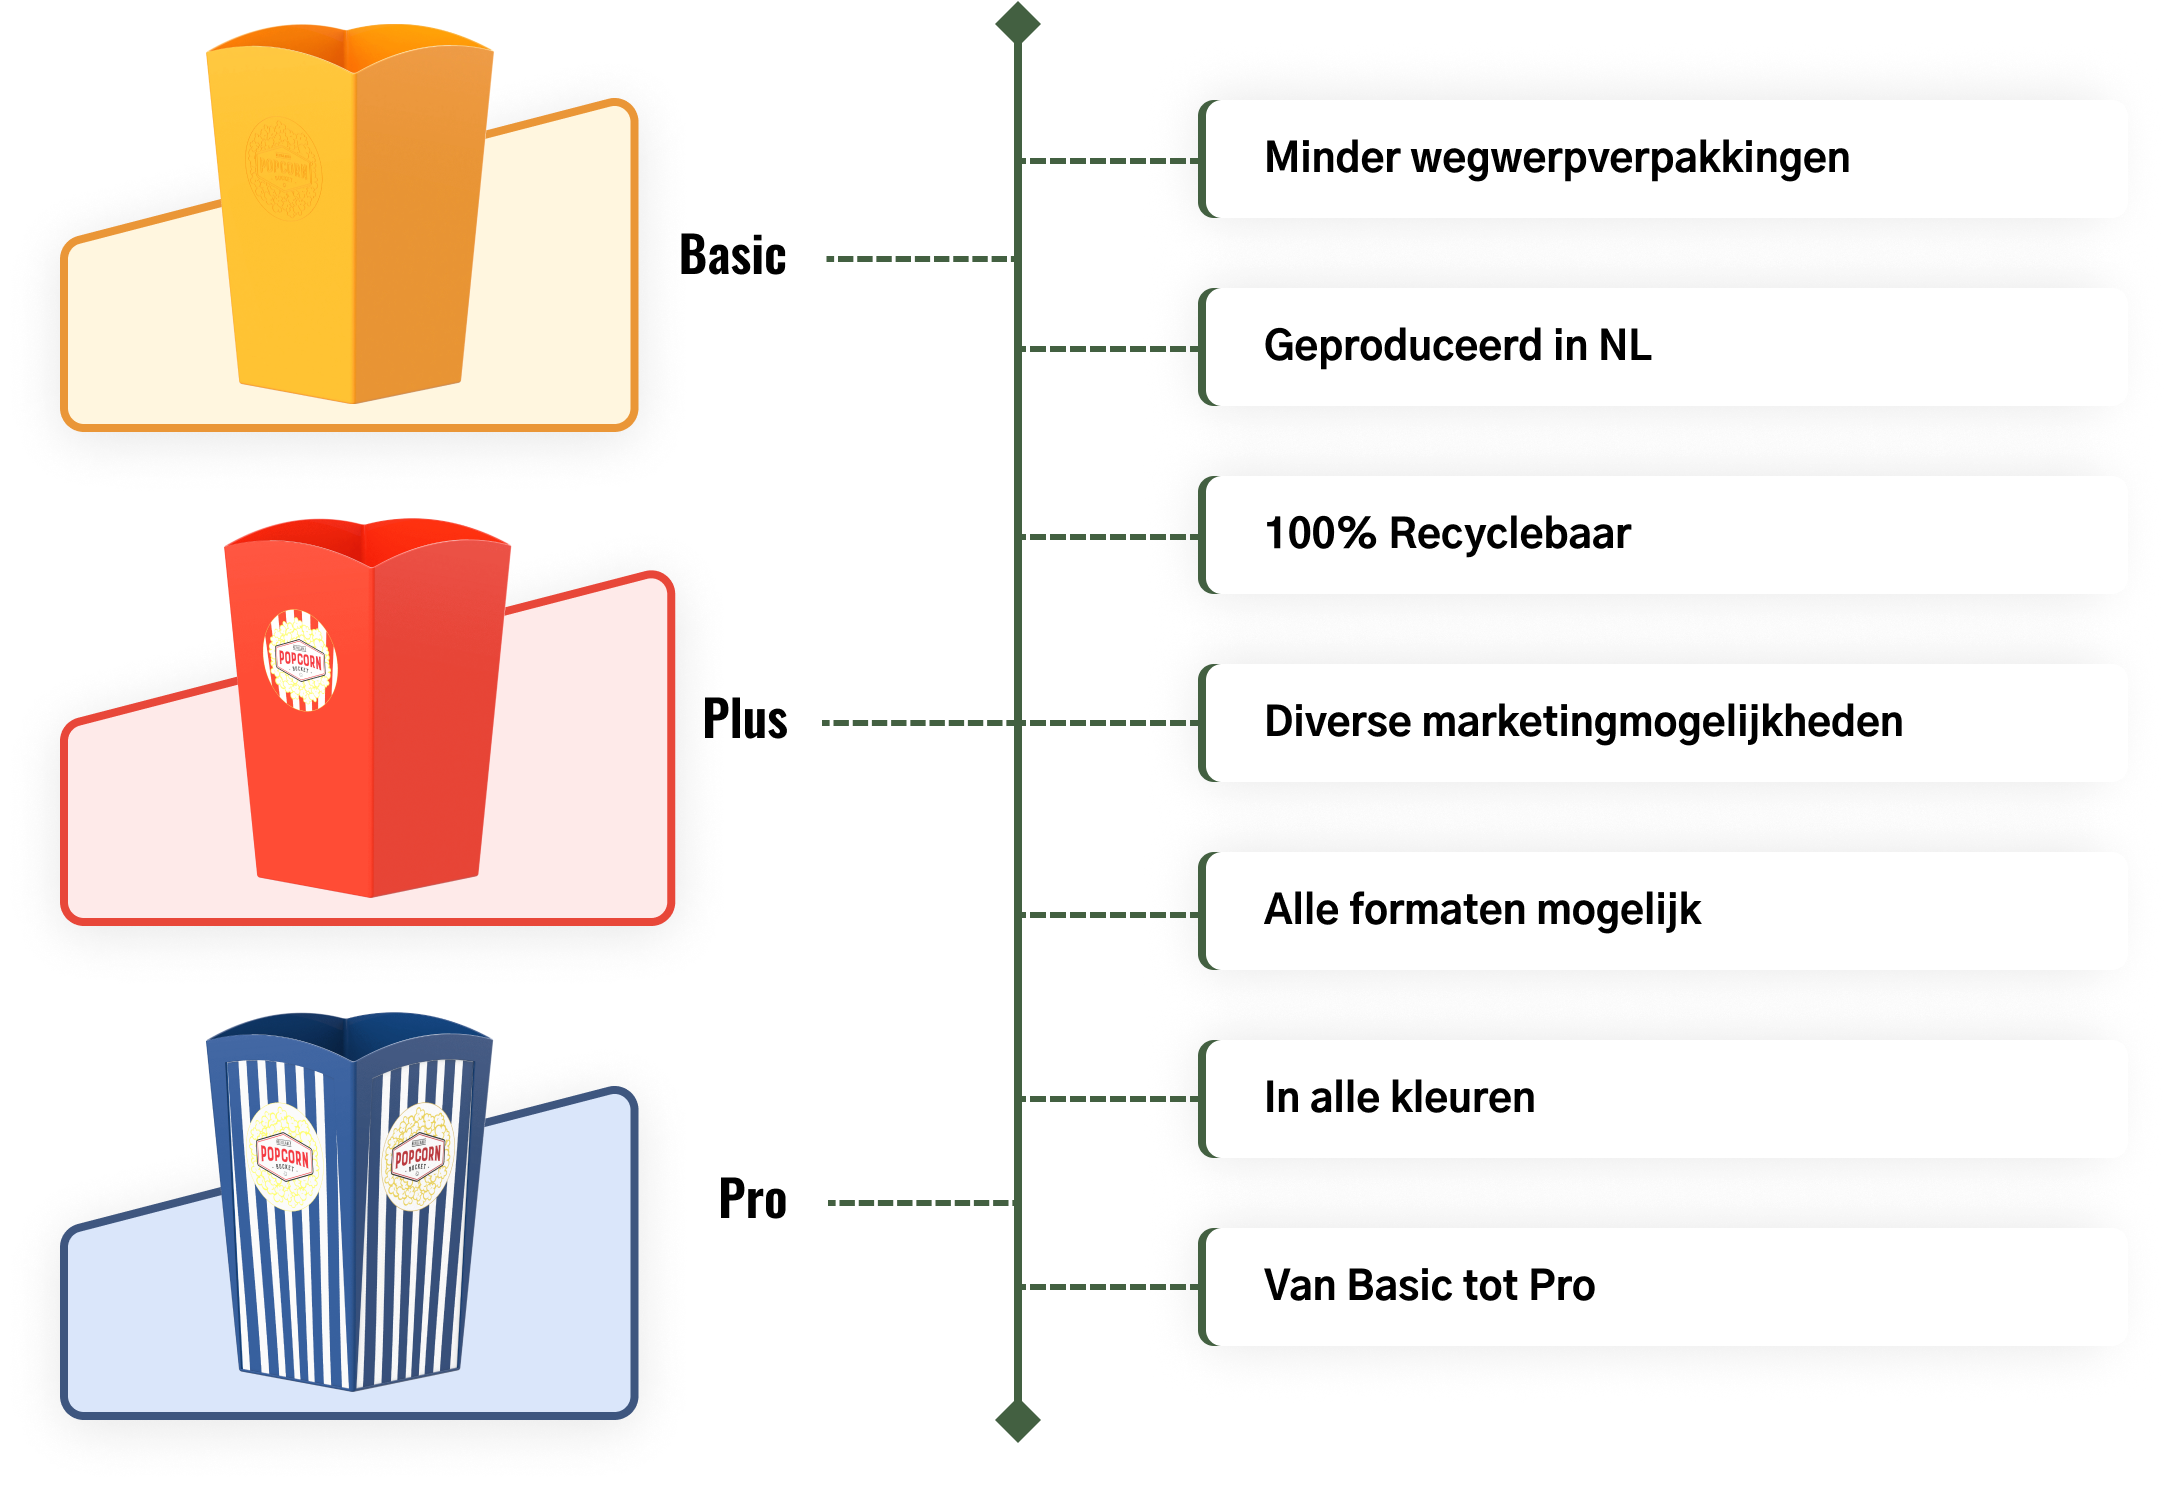 POPCORN
Basic
Minder wegwerpverpakkingen
Geproduceerd in NL
100% Recyclebaar
POPCORN
BUCKET
Plus
Diverse marketingmogelijkheden
Alle formaten mogelijk
In alle kleuren
POPCORN
BUCKET
POPCORN
BUCKET
Pro
Van Basic tot Pro